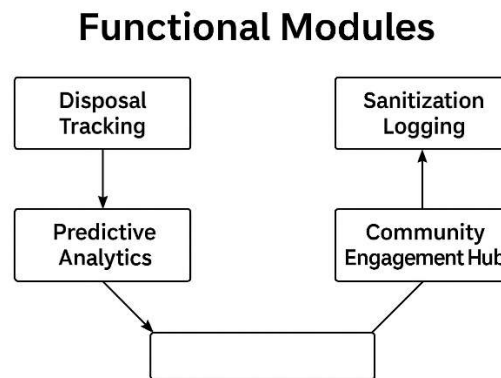 Functional Modules
Disposal
Tracking
Sanitization
Logging
Predictive
Analytics
Community
Engagement Hub